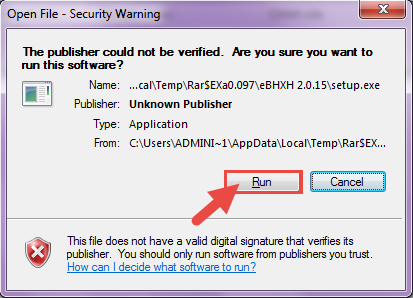 Open File - Security Warning
The publisher could not be verified.  Are you sure you want to
run this software?
Name: ...cal\Temp\Rar$EXa0.097\eBHXH 2.0.15\setup.exe
Publisher: Unknown Publisher
Type: Application
From: C:\Users\ADMINI~1\AppData\Local\Temp\Rar$EX...
Run Cancel
This file does not have a valid digital signature that verifies its
publisher.  You should only run software from publishers you trust.
How can I decide what software to run?